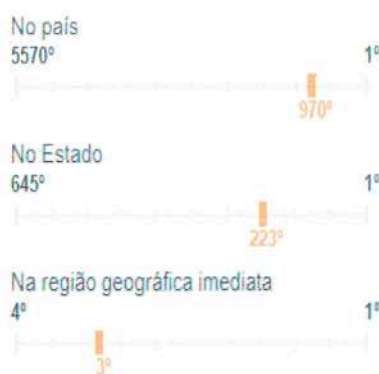 No país
5570º 1º
970º
No Estado
645º 1º
223º
Na região geográfica imediata
4º 1º
3º